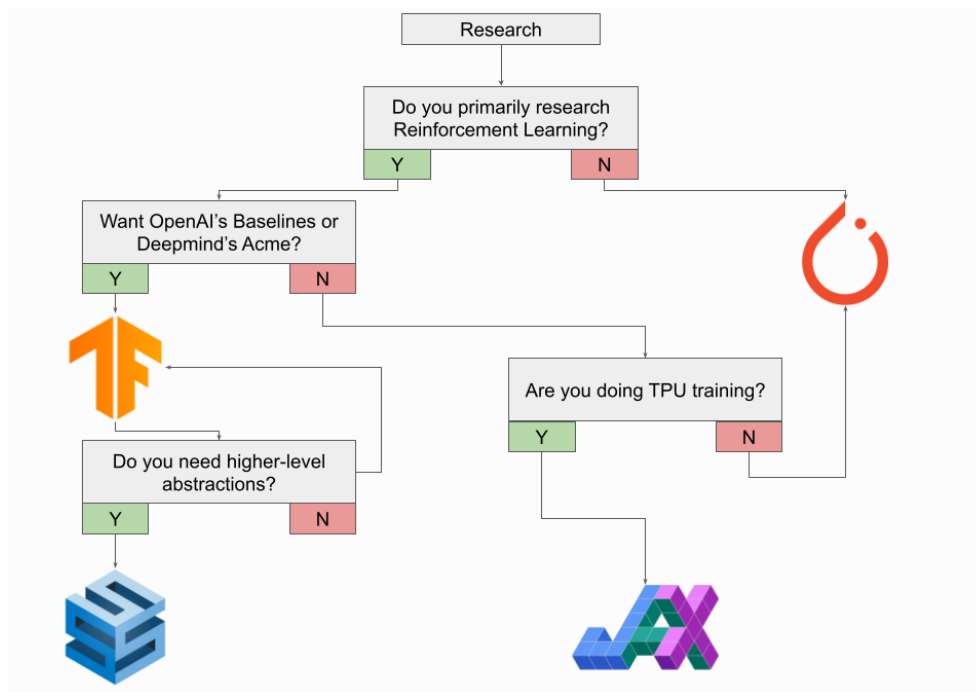 Research
Do you primarily research
Reinforcement Learning?
Y
N
Want OpenAI's Baselines or
Deepmind's Acme?
Y
N
Are you doing TPU training?
Y
N
Do you need higher-level
abstractions?
Y
N
JAX